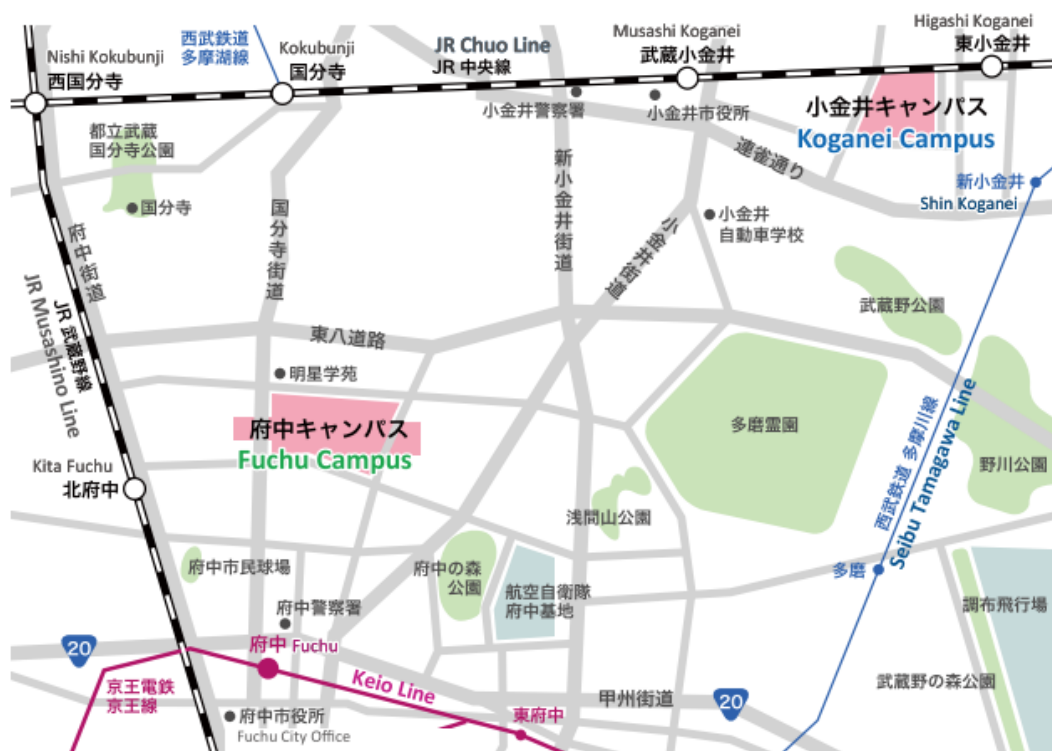 Higashi Koganei
東小金井
Musashi Koganei
武蔵小金井
西武鉄道
多摩湖線
Kokubunji
国分寺
JR Chuo Line
JR 中央線
Nishi Kokubunji
西国分寺
小金井警察署
小金井市役所
小金井キャンパス
Koganei Campus
都立武蔵
国分寺公園
連雀通り
新小金井
Shin Koganei
国分寺
国分寺街道
新小金井街道
小金井街道
小金井
自動車学校
府中街道
JR 武蔵野線
JR Musashino Line
武蔵野公園
東八道路
明星学苑
府中キャンパス
Fuchu Campus
多磨霊園
西武鉄道 多摩川線
Seibu Tamagawa Line
野川公園
Kita Fuchu
北府中
浅間山公園
府中市民球場
府中の森
公園
航空自衛隊
府中基地
多磨
調布飛行場
府中警察署
20
府中 Fuchu
Keio Line
京王電鉄
京王線
甲州街道
20
武蔵野の森公園
府中市役所
Fuchu City Office
東府中